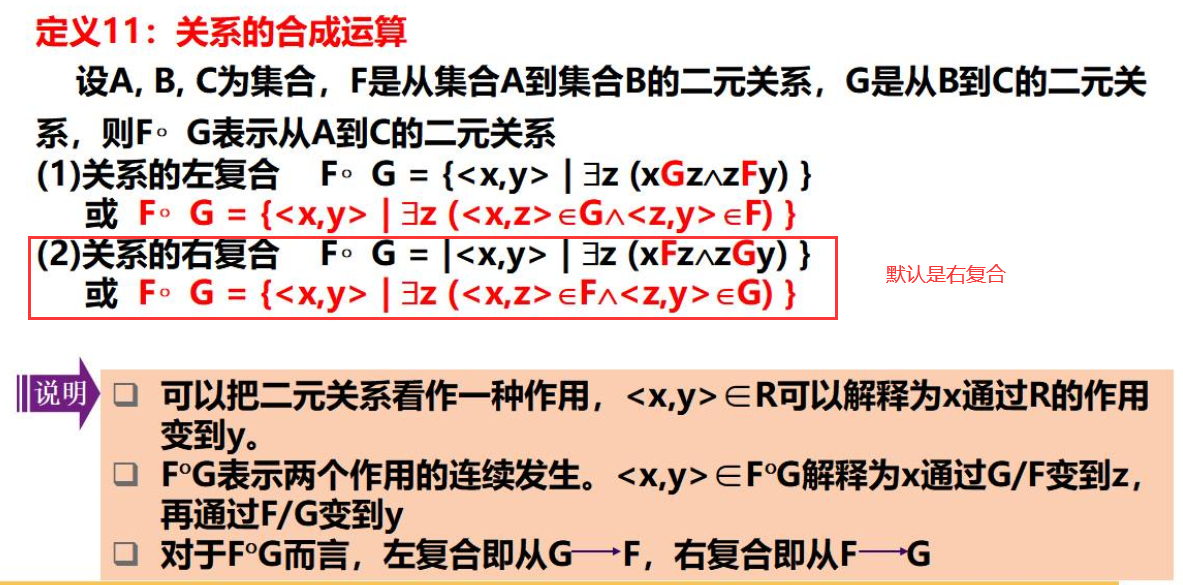 定义11：关系的合成运算
设A, B, C为集合，F是从集合A到集合B的二元关系，G是从B到C的二元关
系，则F∘ G表示从A到C的二元关系
(1)关系的左复合 F∘ G = {<x,y> | ∃z (xGz∧zFy) }
或 F∘ G = {<x,y> | ∃z (<x,z>∈G∧<z,y>∈F) }
(2)关系的右复合 F∘ G = |<x,y> | ∃z (xFz∧zGy) }
或 F∘ G = {<x,y> | ∃z (<x,z>∈F∧<z,y>∈G) }
默认是右复合
说明
❑ 可以把二元关系看作一种作用，<x,y>∈R可以解释为x通过R的作用
变到y。
❑ FºG表示两个作用的连续发生。<x,y>∈FºG解释为x通过G/F变到z，
再通过F/G变到y
❑ 对于FºG而言，左复合即从G→F，右复合即从F→G